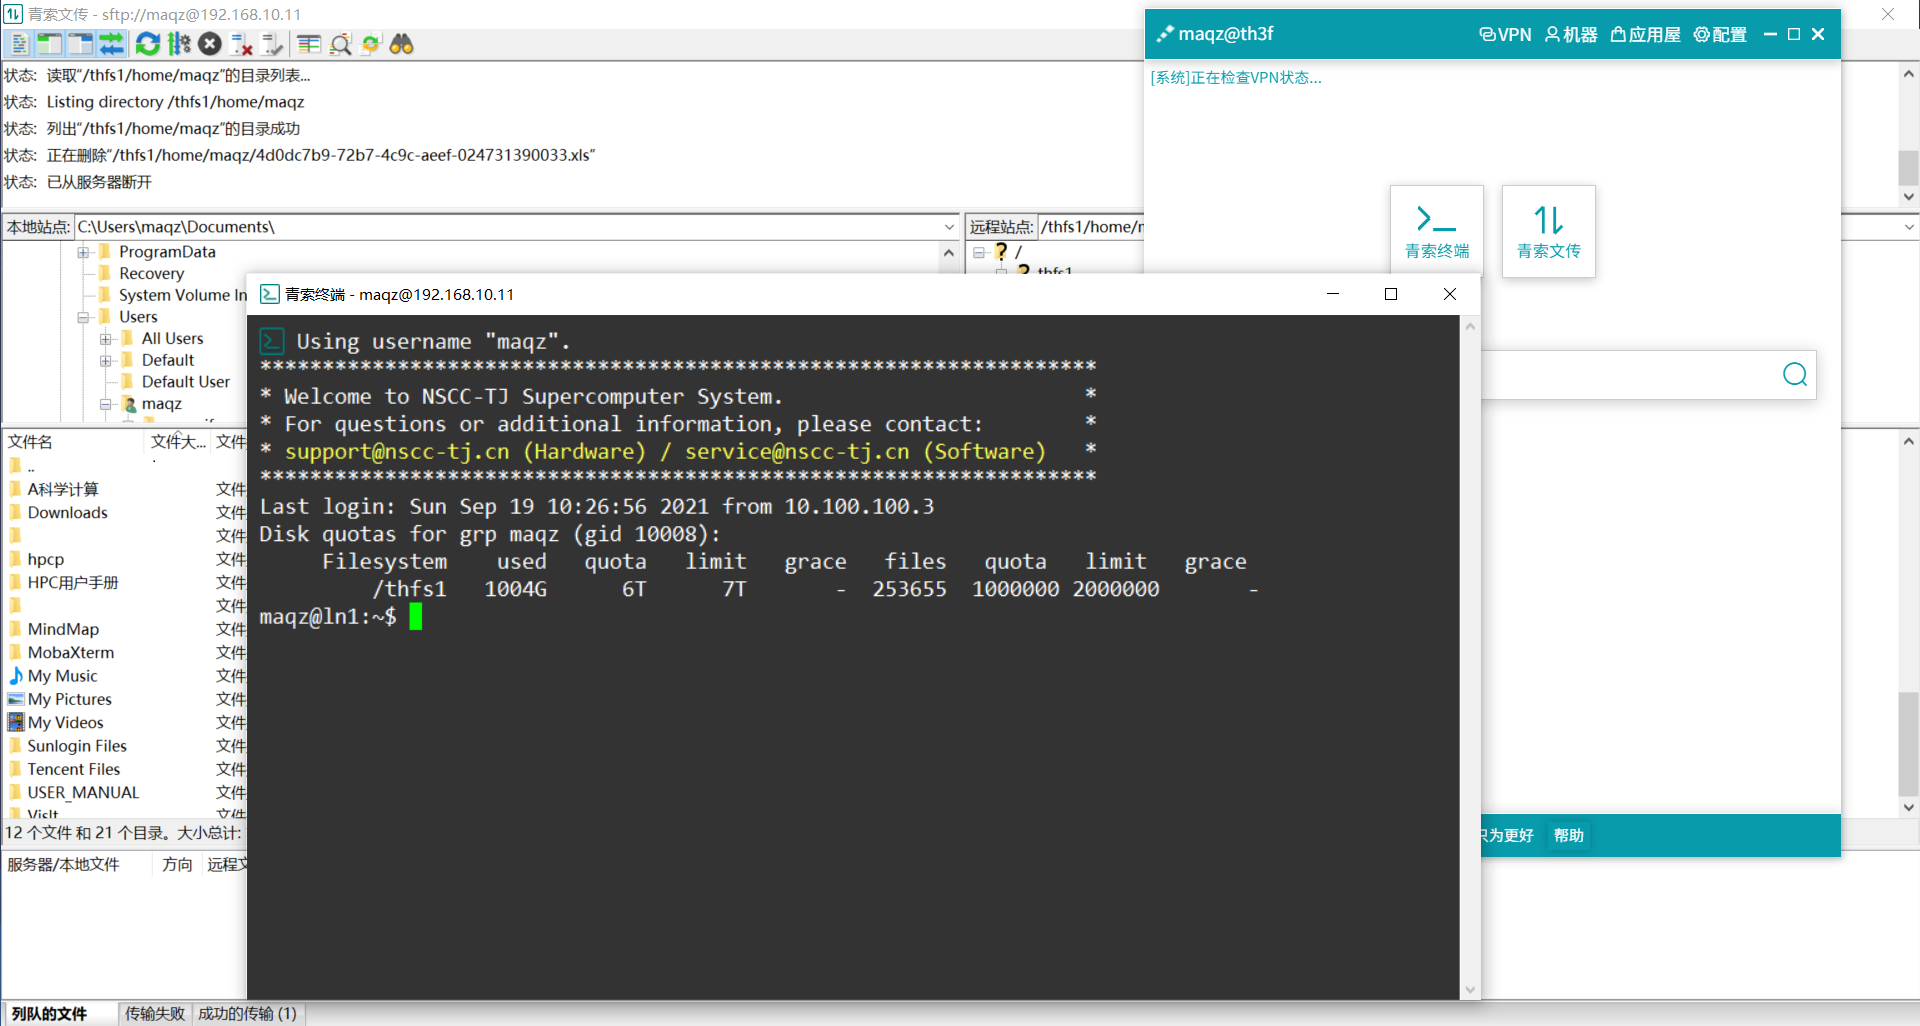 青索文传 - sftp://maqz@192.168.10.11
状态: 读取“/thfs1/home/maqz”的目录列表...
状态: Listing directory /thfs1/home/maqz
状态: 列出“/thfs1/home/maqz”的目录成功
状态: 正在删除“/thfs1/home/maqz/4d0dc7b9-72b7-4c9c-aeef-024731390033.xls”
状态: 已从服务器断开
本地站点: C:\Users\maqz\Documents\
ProgramData
Recovery
System Volume In
Users
All Users
Default
Default User
maqz
远程站点: /thfs1/home/m
/
thfs1
文件名 文件大... 文件
..
A科学计算 文件
Downloads 文件
文件
hpcp 文件
HPC用户手册 文件
文件
MindMap 文件
MobaXterm 文件
My Music 文件
My Pictures 文件
My Videos 文件
Sunlogin Files 文件
Tencent Files 文件
USER_MANUAL 文件
VisIt 文件
12 个文件 和 21 个目录。大小总计:
服务器/本地文件 方向 远程文
列队的文件 传输失败 成功的传输 (1)
maqz@th3f VPN 机器 应用屋 配置
[系统]正在检查VPN状态...
青索终端 青索文传
只为更好 帮助
青索终端 - maqz@192.168.10.11
Using username "maqz".
*******************************************************************
* Welcome to NSCC-TJ Supercomputer System. *
* For questions or additional information, please contact: *
* support@nscc-tj.cn (Hardware) / service@nscc-tj.cn (Software) *
*******************************************************************
Last login: Sun Sep 19 10:26:56 2021 from 10.100.100.3
Disk quotas for grp maqz (gid 10008):
Filesystem used quota limit grace files quota limit grace
/thfs1 1004G 6T 7T - 253655 1000000 2000000 -
maqz@ln1:~$